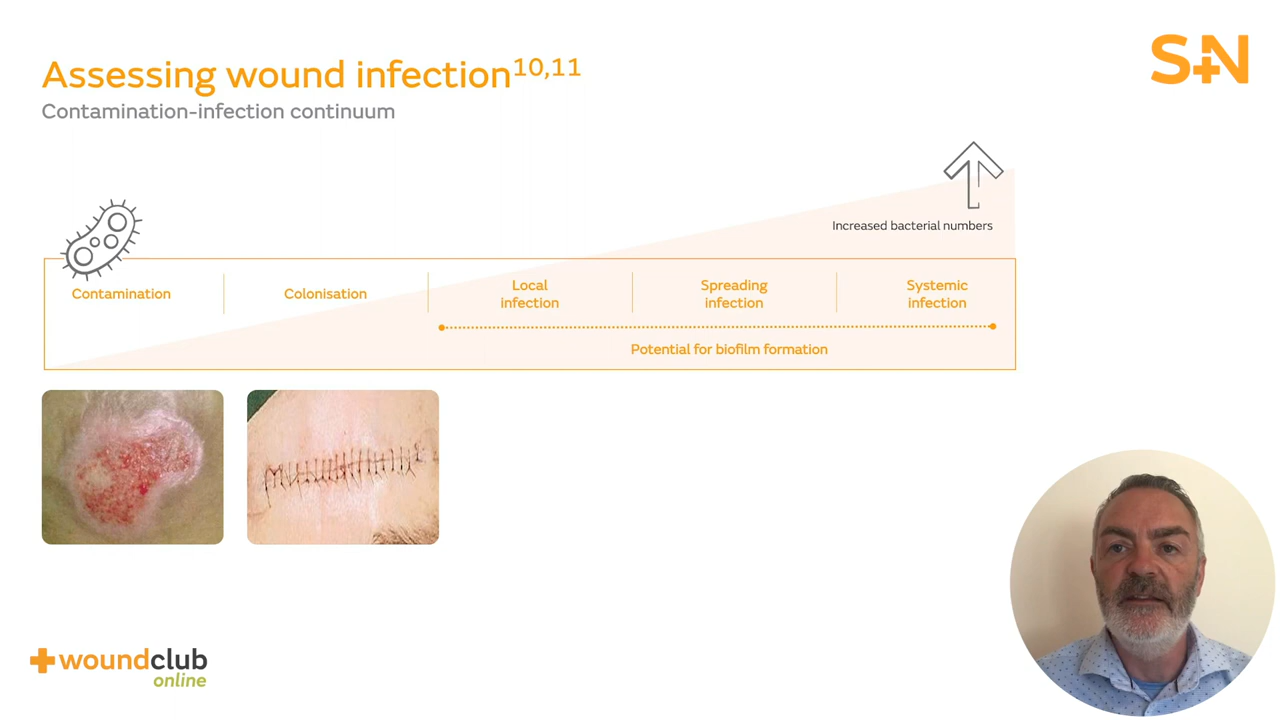 S+N
Assessing wound infection10,11
Contamination-infection continuum
Increased bacterial numbers
Contamination
Colonisation
Local
infection
Spreading
infection
Systemic
infection
Potential for biofilm formation
woundclub
online